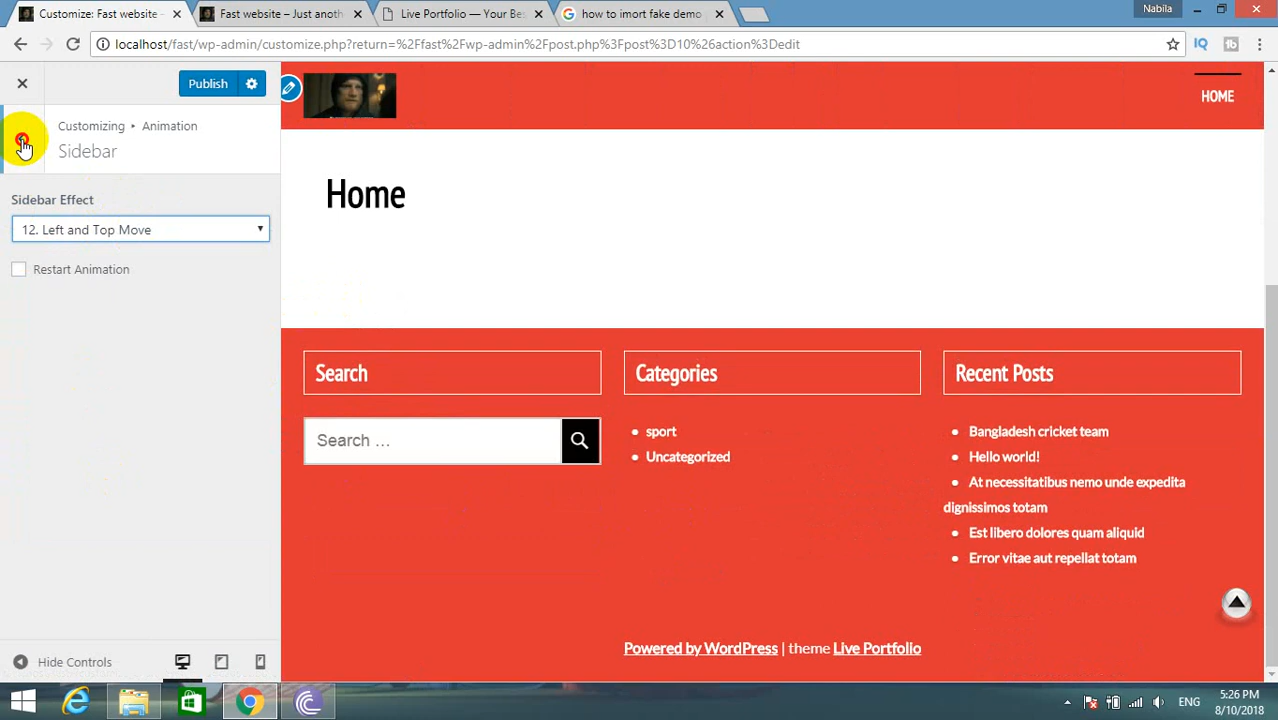 Customize: Fast website –
Fast website – Just anoth
Live Portfolio — Your Bes
how to imort fake demo
Nabila
localhost/fast/wp-admin/customize.php?return=%2Ffast%2Fwp-admin%2Fpost.php%3Fpost%3D10%26action%3Dedit
Publish
Customizing ▸ Animation
Sidebar
Sidebar Effect
12. Left and Top Move
Restart Animation
Hide Controls
HOME
Home
Search
Search …
Categories
sport
Uncategorized
Recent Posts
Bangladesh cricket team
Hello world!
At necessitatibus nemo unde expedita
dignissimos totam
Est libero dolores quam aliquid
Error vitae aut repellat totam
Powered by WordPress | theme Live Portfolio
ENG
5:26 PM
8/10/2018